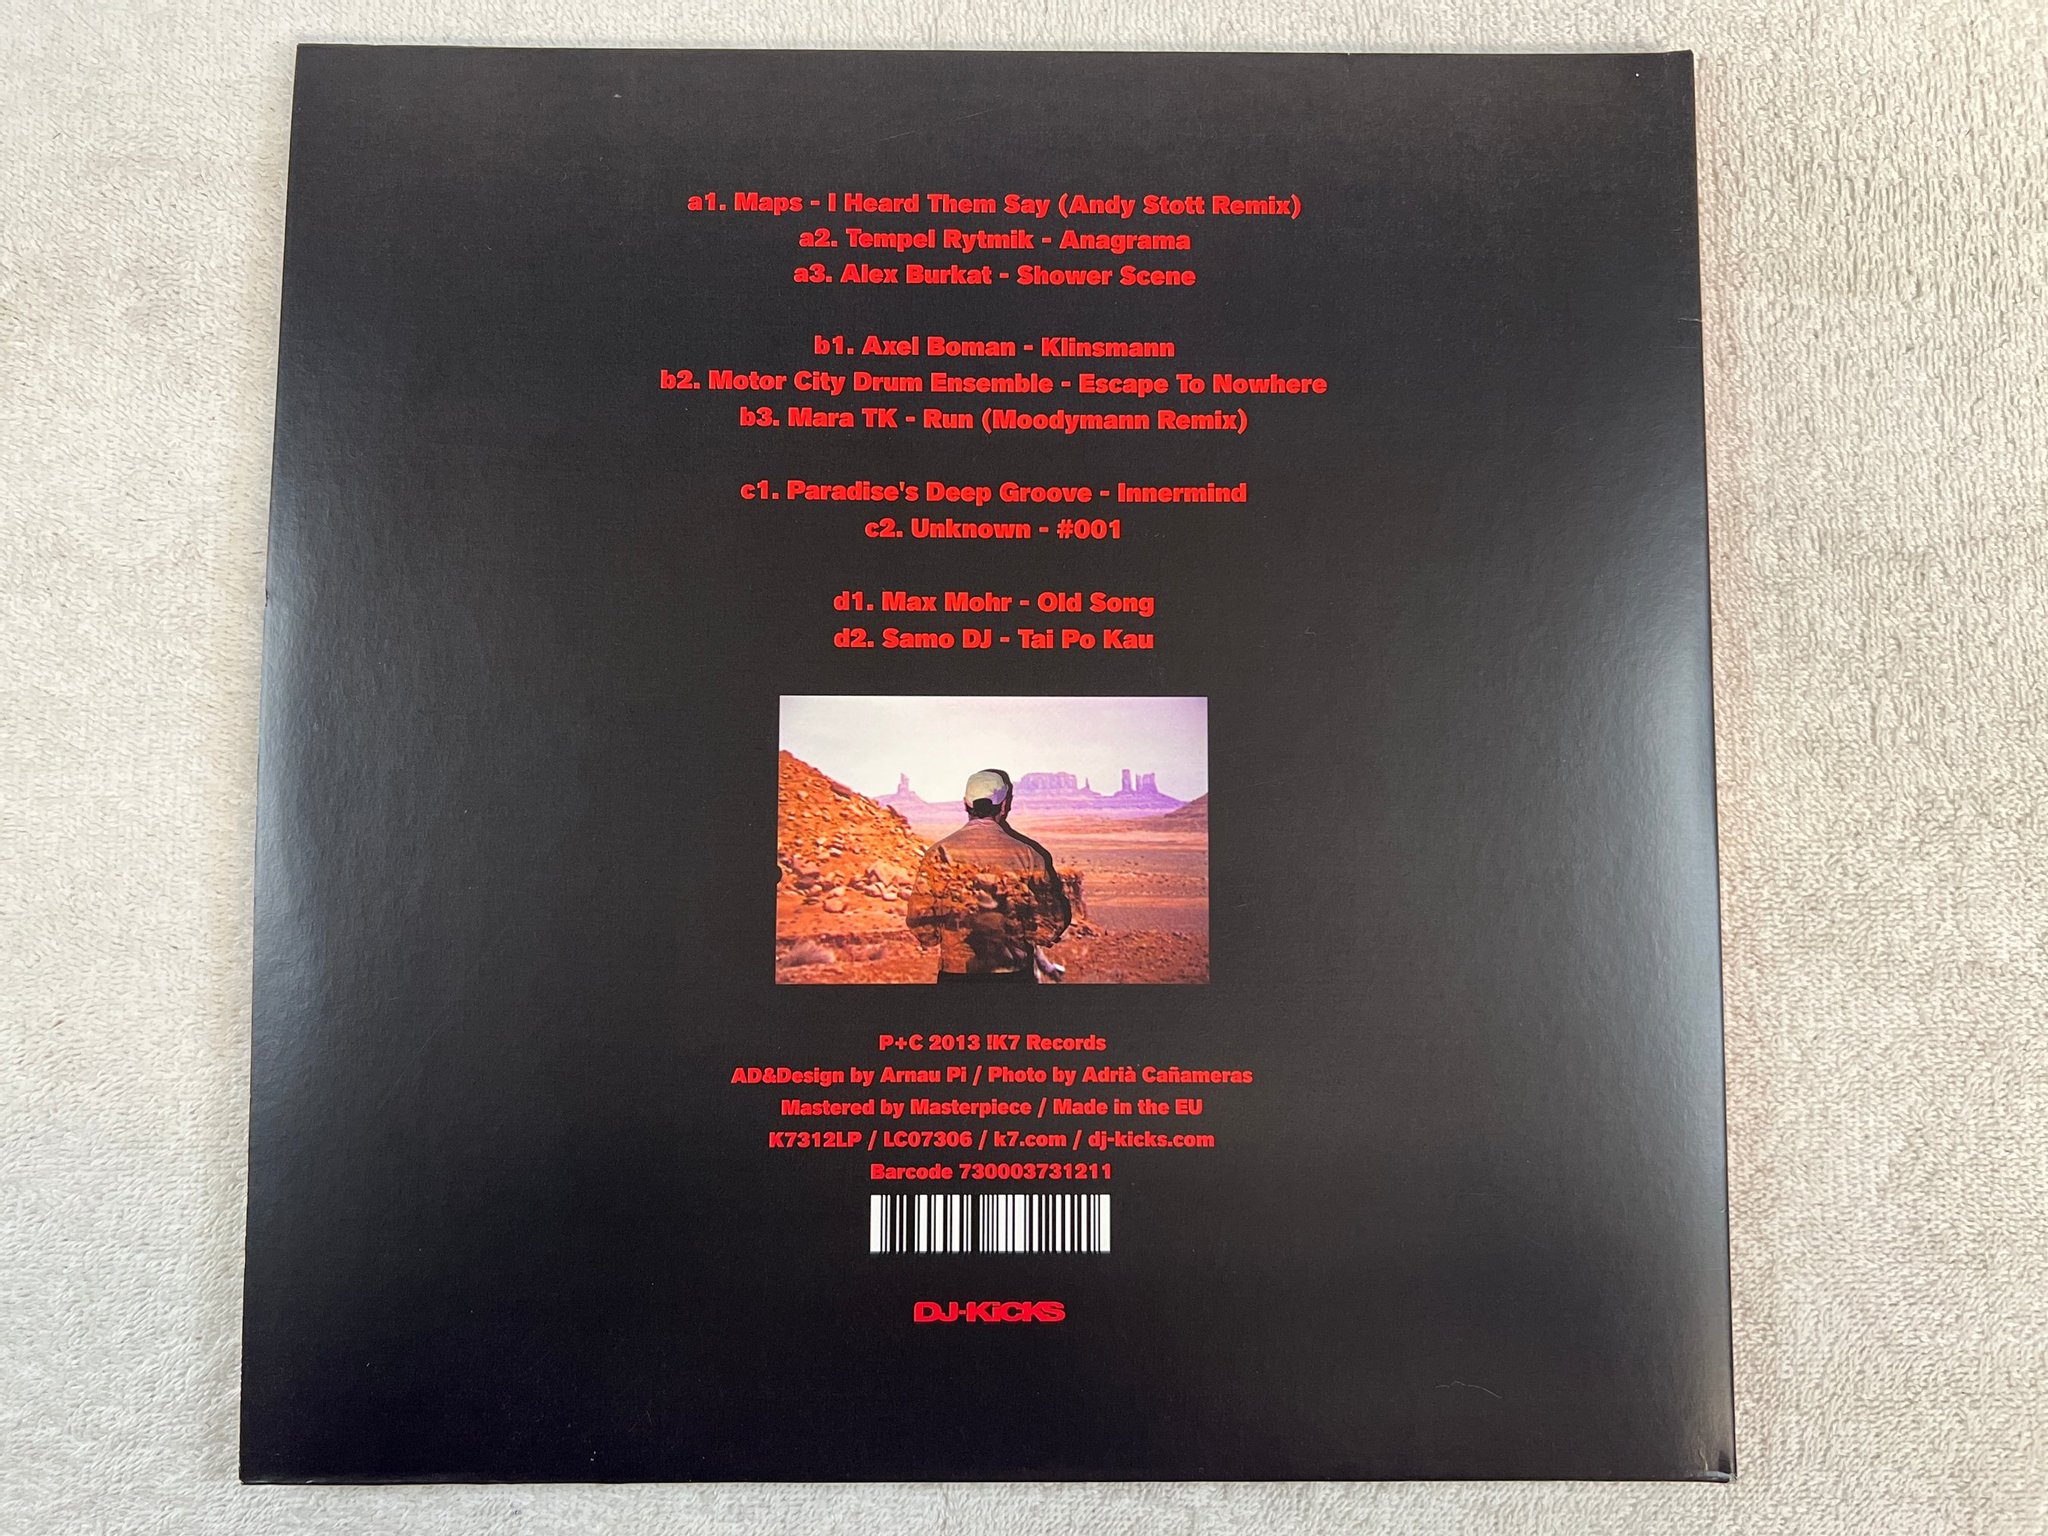 a1. Maps - I Heard Them Say (Andy Stott Remix)
a2. Tempel Rytmik - Anagrama
a3. Alex Burkat - Shower Scene
b1. Axel Boman - Klinsmann
b2. Motor City Drum Ensemble - Escape To Nowhere
b3. Mara TK - Run (Moodymann Remix)
c1. Paradise's Deep Groove - Innermind
c2. Unknown - #001
d1. Max Mohr - Old Song
d2. Samo DJ - Tai Po Kau
P+C 2013 !K7 Records
AD&Design by Arnau Pi / Photo by Adrià Cañameras
Mastered by Masterpiece / Made in the EU
K7312LP / LC07306 / k7.com / dj-kicks.com
Barcode 730003731211
DJ-KiCKS